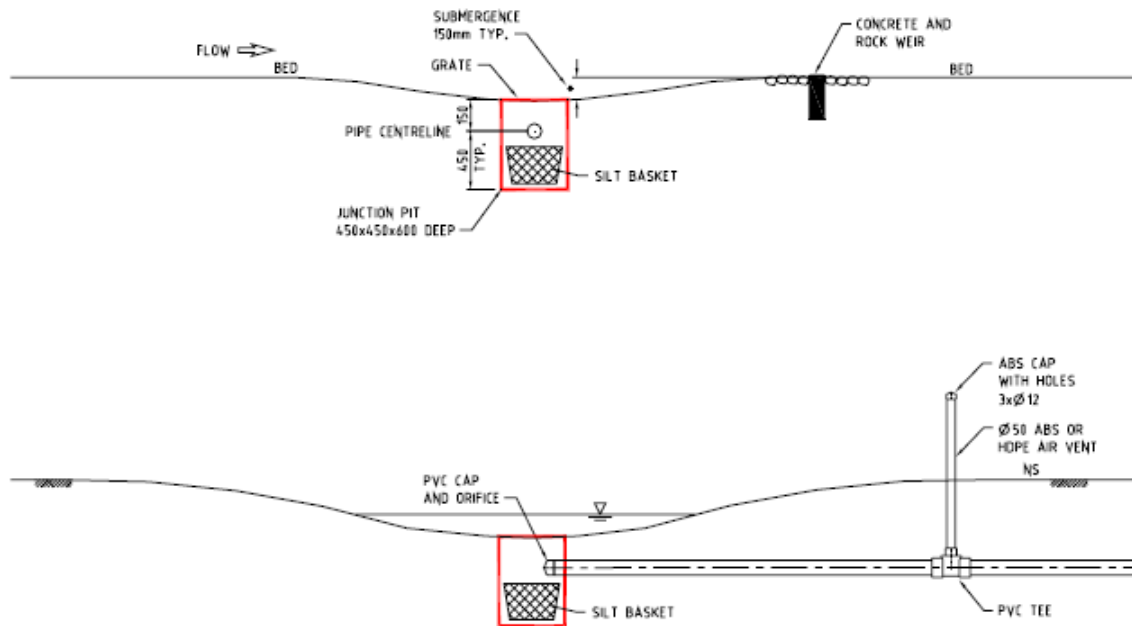 SUBMERGENCE
150mm TYP.
CONCRETE AND
ROCK WEIR
FLOW
BED
GRATE
BED
150
PIPE CENTRELINE
450
TYP.
SILT BASKET
JUNCTION PIT
450x450x600 DEEP
ABS CAP
WITH HOLES
3xØ12
Ø50 ABS OR
HDPE AIR VENT
NS
PVC CAP
AND ORIFICE
SILT BASKET
PVC TEE